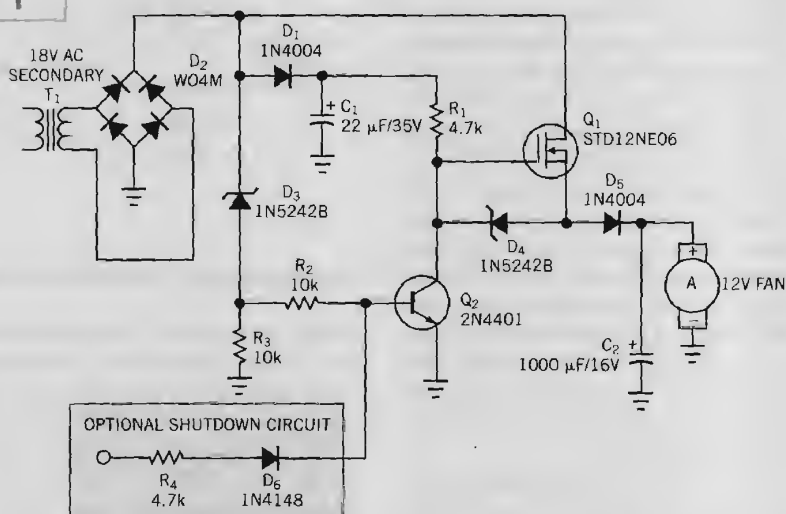 18V AC
SECONDARY
T1
D2
W04M
D1
1N4004
C1
22 µF/35V
+
R1
4.7k
Q1
STD12NE06
D3
1N5242B
D5
1N4004
D4
1N5242B
R2
10k
Q2
2N4401
R3
10k
+
A
−
12V FAN
C2
1000 µF/16V
+
OPTIONAL SHUTDOWN CIRCUIT
R4
4.7k
D6
1N4148